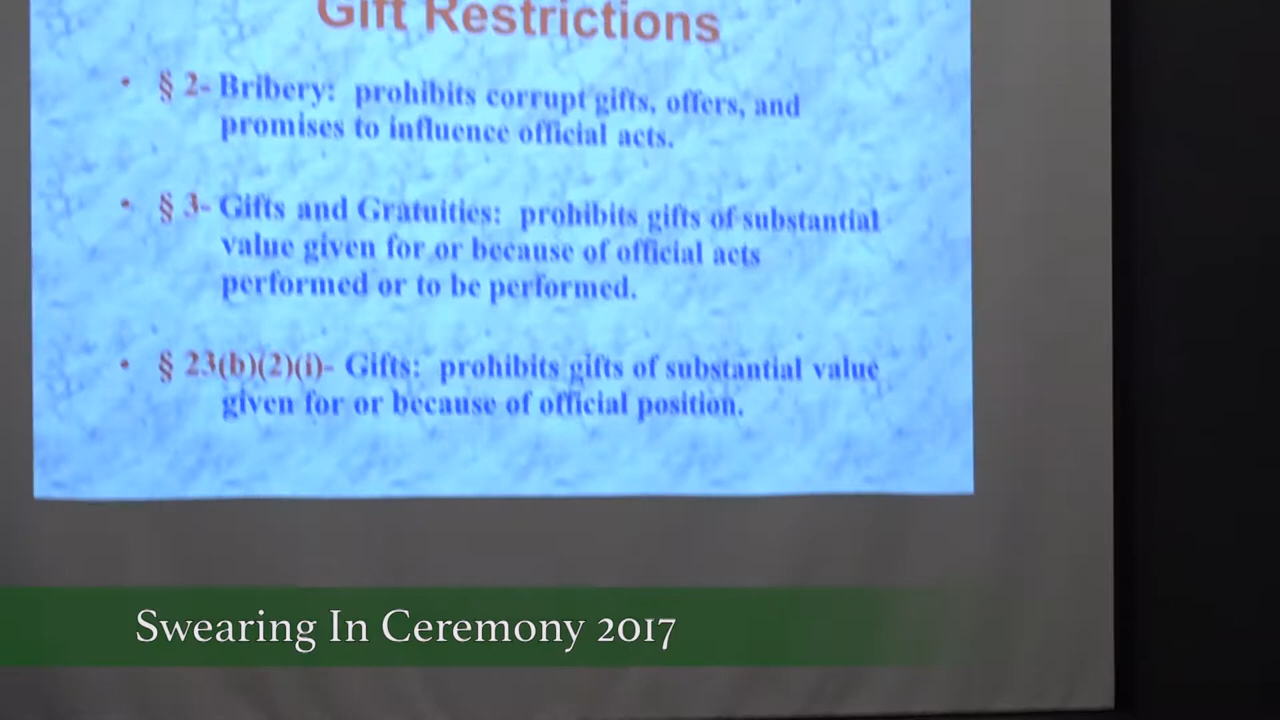 Gift Restrictions
• § 2- Bribery: prohibits corrupt gifts, offers, and
promises to influence official acts.
• § 3- Gifts and Gratuities: prohibits gifts of substantial
value given for or because of official acts
performed or to be performed.
• § 23(b)(2)(i)- Gifts: prohibits gifts of substantial value
given for or because of official position.
Swearing In Ceremony 2017